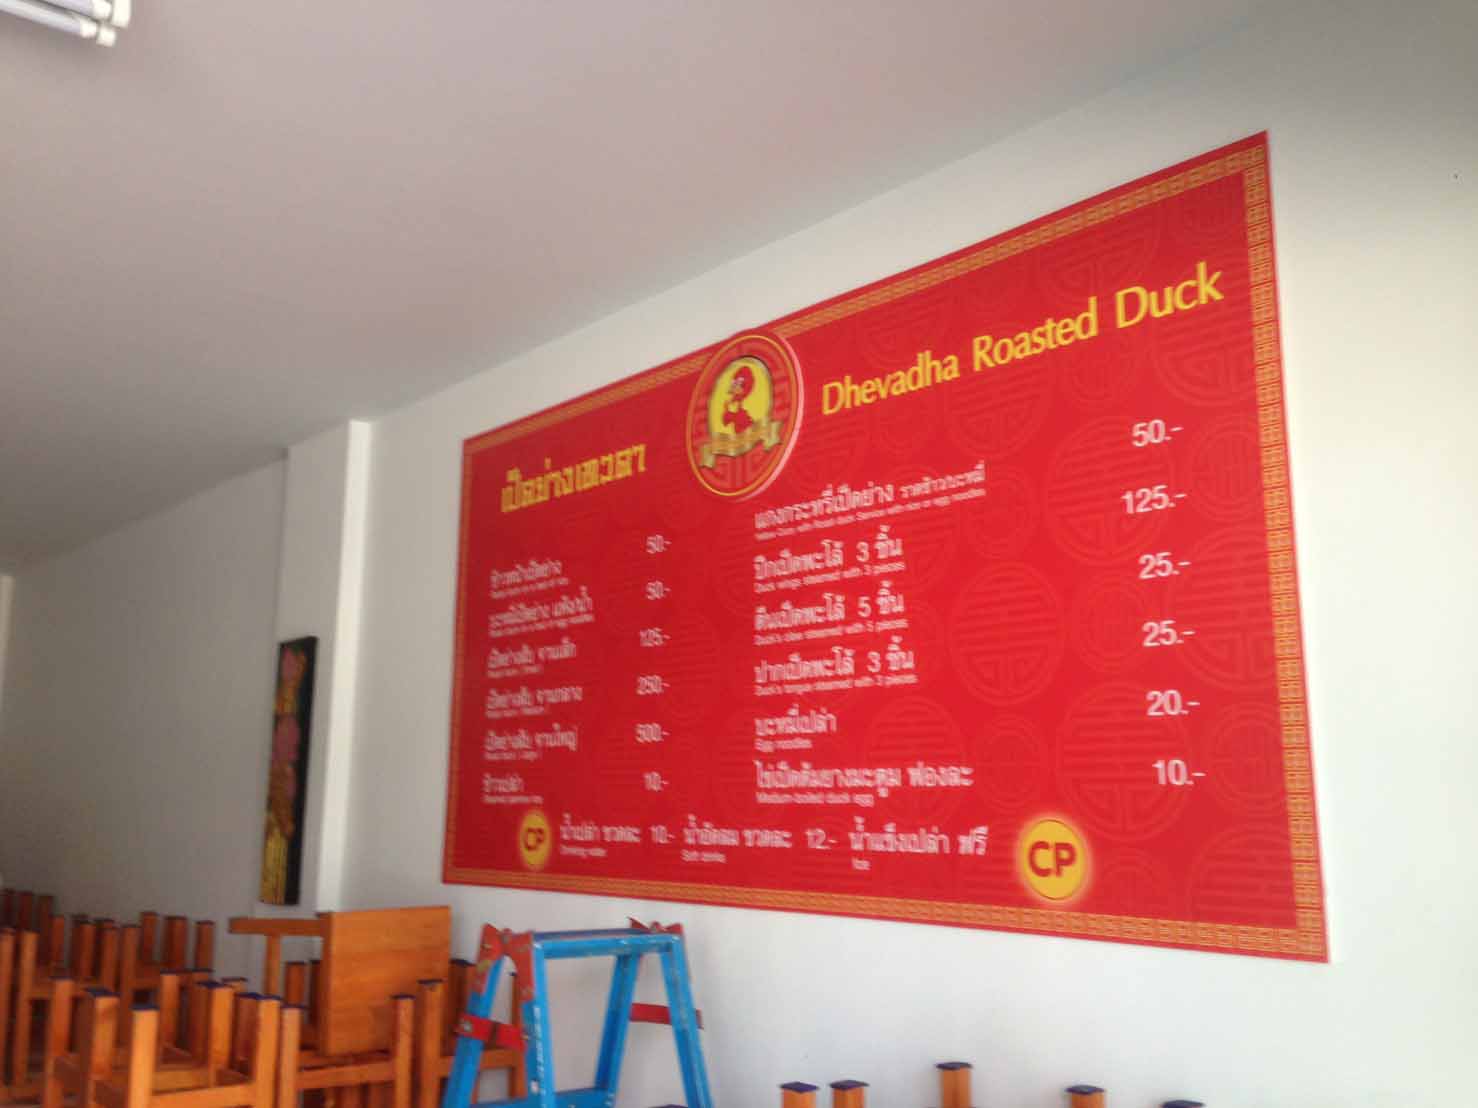 เป็ดย่างเทวดา
Dhevadha Roasted Duck
ข้าวหน้าเป็ดย่าง 50.-
บะหมี่เป็ดย่าง แห้ง/น้ำ 50.-
เป็ดย่างสับ จานเล็ก 125.-
เป็ดย่างสับ จานกลาง 250.-
เป็ดย่างสับ จานใหญ่ 500.-
ข้าวเปล่า 10.-
แกงกะหรี่เป็ดย่าง ราดข้าว/บะหมี่ 50.-
with Roast duck Service with rice or egg noodles
ปีกเป็ดพะโล้ 3 ชิ้น 125.-
Duck wings steamed with 3 pieces
ตีนเป็ดพะโล้ 5 ชิ้น 25.-
Duck's claw steamed with 5 pieces
ปากเป็ดพะโล้ 3 ชิ้น 25.-
Duck's tongue steamed with 3 pieces
บะหมี่เปล่า 20.-
Egg noodles
ไข่เป็ดต้มยางมะตูม ฟองละ 10.-
Medium-boiled duck egg
CP
น้ำเปล่า ขวดละ 10.- น้ำอัดลม ขวดละ 12.- น้ำแข็งเปล่า ฟรี
Drinking water Soft drinks Ice
CP